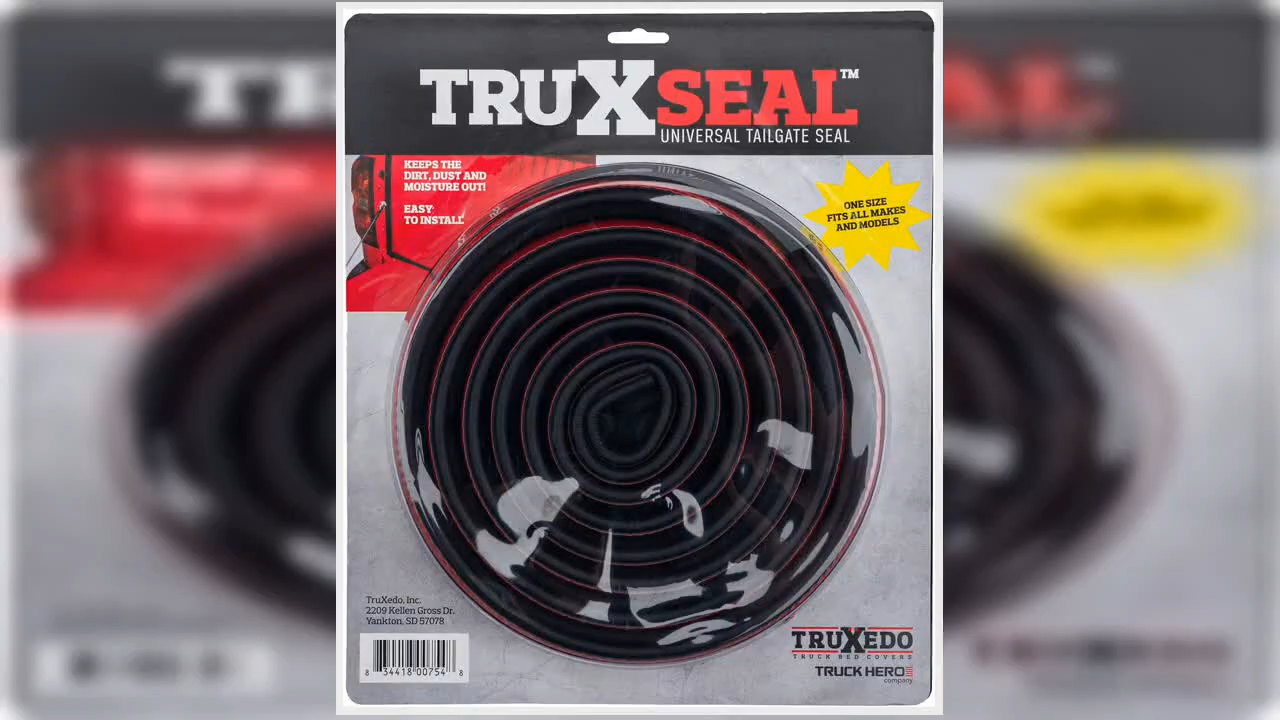 TRUXSEAL™
UNIVERSAL TAILGATE SEAL
KEEPS THE
DIRT, DUST AND
MOISTURE OUT!
EASY
TO INSTALL
ONE SIZE
FITS ALL MAKES
AND MODELS
TruXedo, Inc.
2209 Kellen Gross Dr.
Yankton, SD 57078
8 34418 00754 8
TRUXEDO
TRUCK BED COVERS
TRUCK HERO
company